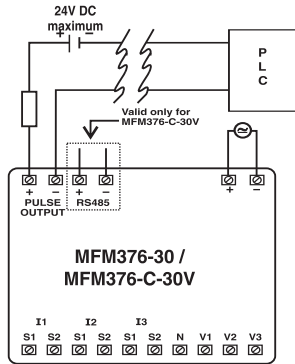 24V DC
maximum
+ −
P
L
C
Valid only for
MFM376-C-30V
+ − + − + −
PULSE
OUTPUT
RS485
MFM376-30 /
MFM376-C-30V
I1 I2 I3
S1 S2 S1 S2 S1 S2 N V1 V2 V3